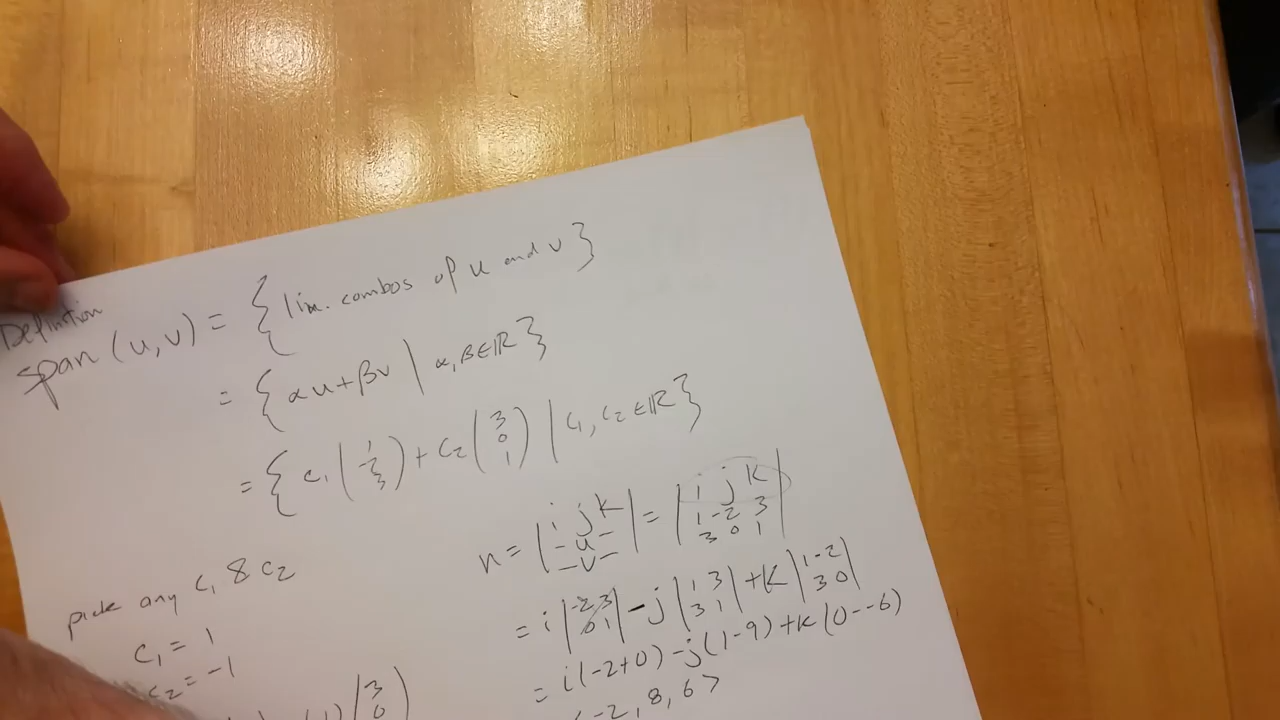 Definition
span (u, v) = { lin. combos of u and v }
= { αu + βv | α, β ∈ ℝ }
= { c₁ ( 1 -2 3 ) + c₂ ( 3 0 1 ) | c₁, c₂ ∈ ℝ }
pick any c₁ & c₂
c₁ = 1
c₂ = -1
3
0
n = | i j k | = | i j k |
| - u - | | 1 -2 3 |
| - v - | | 3 0 1 |
= i | -2 3 | - j | 1 3 | + k | 1 -2 |
| 0 1 | | 3 1 | | 3 0 |
= i(-2+0) - j(1-9) + k(0--6)
⟨-2, 8, 6⟩